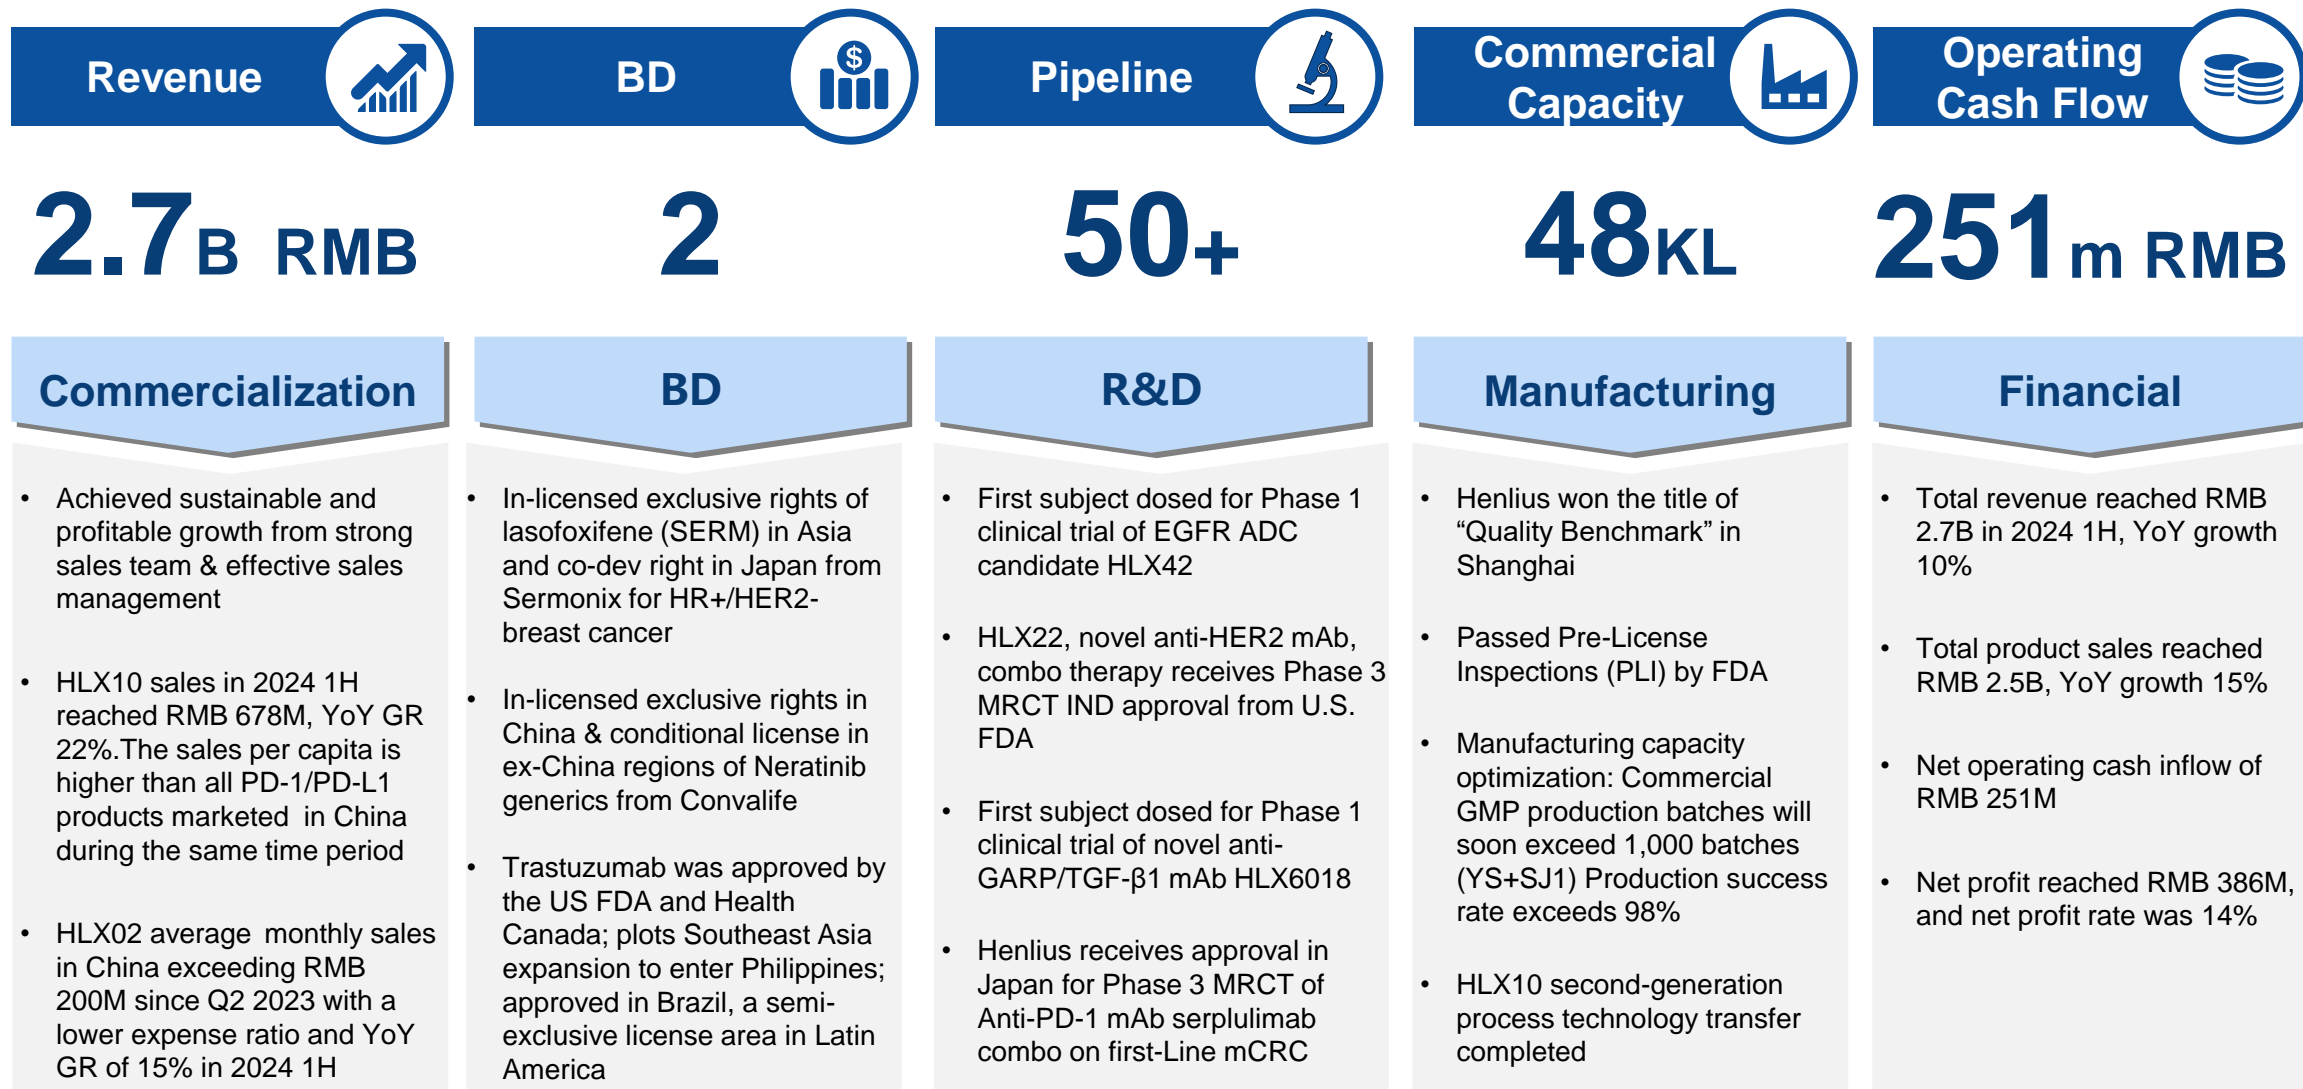 Revenue
BD
$
Pipeline
Commercial
Capacity
Operating
Cash Flow
2.7B RMB
2
50+
48KL
251m RMB
Commercialization
• Achieved sustainable and
profitable growth from strong
sales team & effective sales
management
• HLX10 sales in 2024 1H
reached RMB 678M, YoY GR
22%.The sales per capita is
higher than all PD-1/PD-L1
products marketed in China
during the same time period
• HLX02 average monthly sales
in China exceeding RMB
200M since Q2 2023 with a
lower expense ratio and YoY
GR of 15% in 2024 1H
BD
• In-licensed exclusive rights of
lasofoxifene (SERM) in Asia
and co-dev right in Japan from
Sermonix for HR+/HER2-
breast cancer
• In-licensed exclusive rights in
China & conditional license in
ex-China regions of Neratinib
generics from Convalife
• Trastuzumab was approved by
the US FDA and Health
Canada; plots Southeast Asia
expansion to enter Philippines;
approved in Brazil, a semi-
exclusive license area in Latin
America
R&D
• First subject dosed for Phase 1
clinical trial of EGFR ADC
candidate HLX42
• HLX22, novel anti-HER2 mAb,
combo therapy receives Phase 3
MRCT IND approval from U.S.
FDA
• First subject dosed for Phase 1
clinical trial of novel anti-
GARP/TGF-β1 mAb HLX6018
• Henlius receives approval in
Japan for Phase 3 MRCT of
Anti-PD-1 mAb serplulimab
combo on first-Line mCRC
Manufacturing
• Henlius won the title of
“Quality Benchmark” in
Shanghai
• Passed Pre-License
Inspections (PLI) by FDA
• Manufacturing capacity
optimization: Commercial
GMP production batches will
soon exceed 1,000 batches
(YS+SJ1) Production success
rate exceeds 98%
• HLX10 second-generation
process technology transfer
completed
Financial
• Total revenue reached RMB
2.7B in 2024 1H, YoY growth
10%
• Total product sales reached
RMB 2.5B, YoY growth 15%
• Net operating cash inflow of
RMB 251M
• Net profit reached RMB 386M,
and net profit rate was 14%